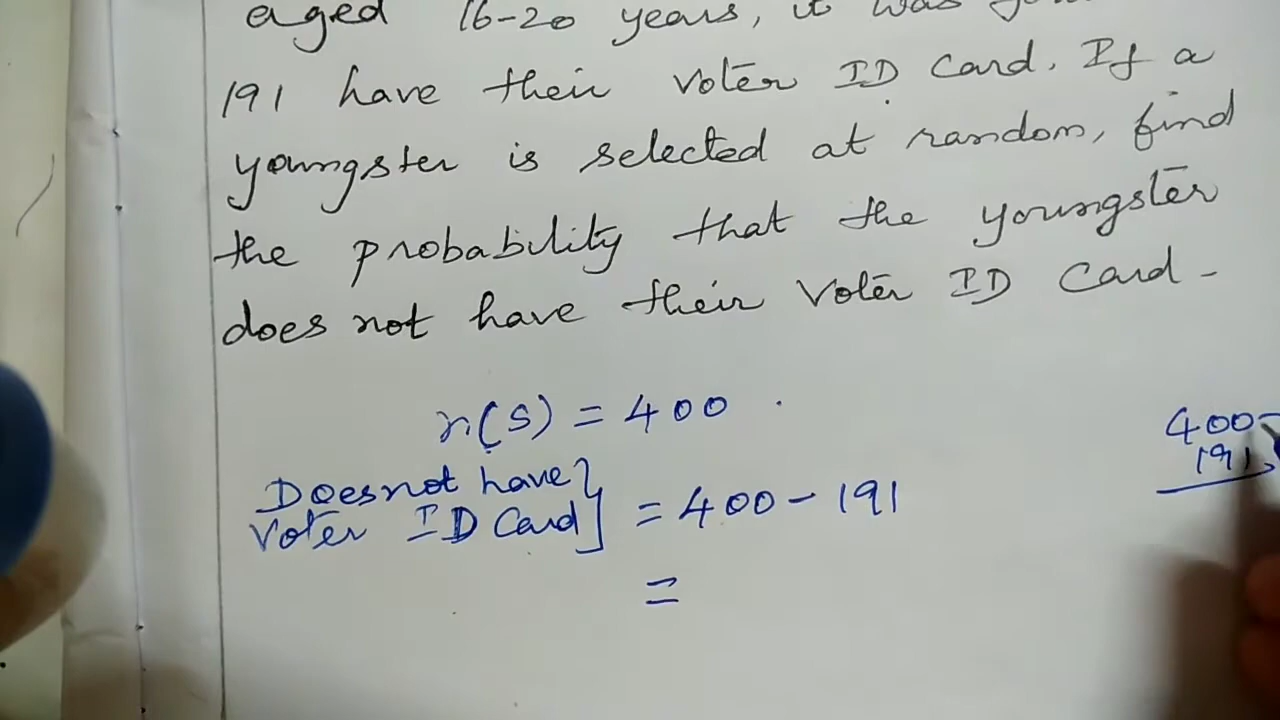 aged 16-20 years, it was
191 have their Voter ID Card. If a
youngster is selected at random, find
the probability that the youngster
does not have their Voter ID Card.
n(S) = 400
400-
191
Does not have
Voter ID Card } = 400 - 191
=